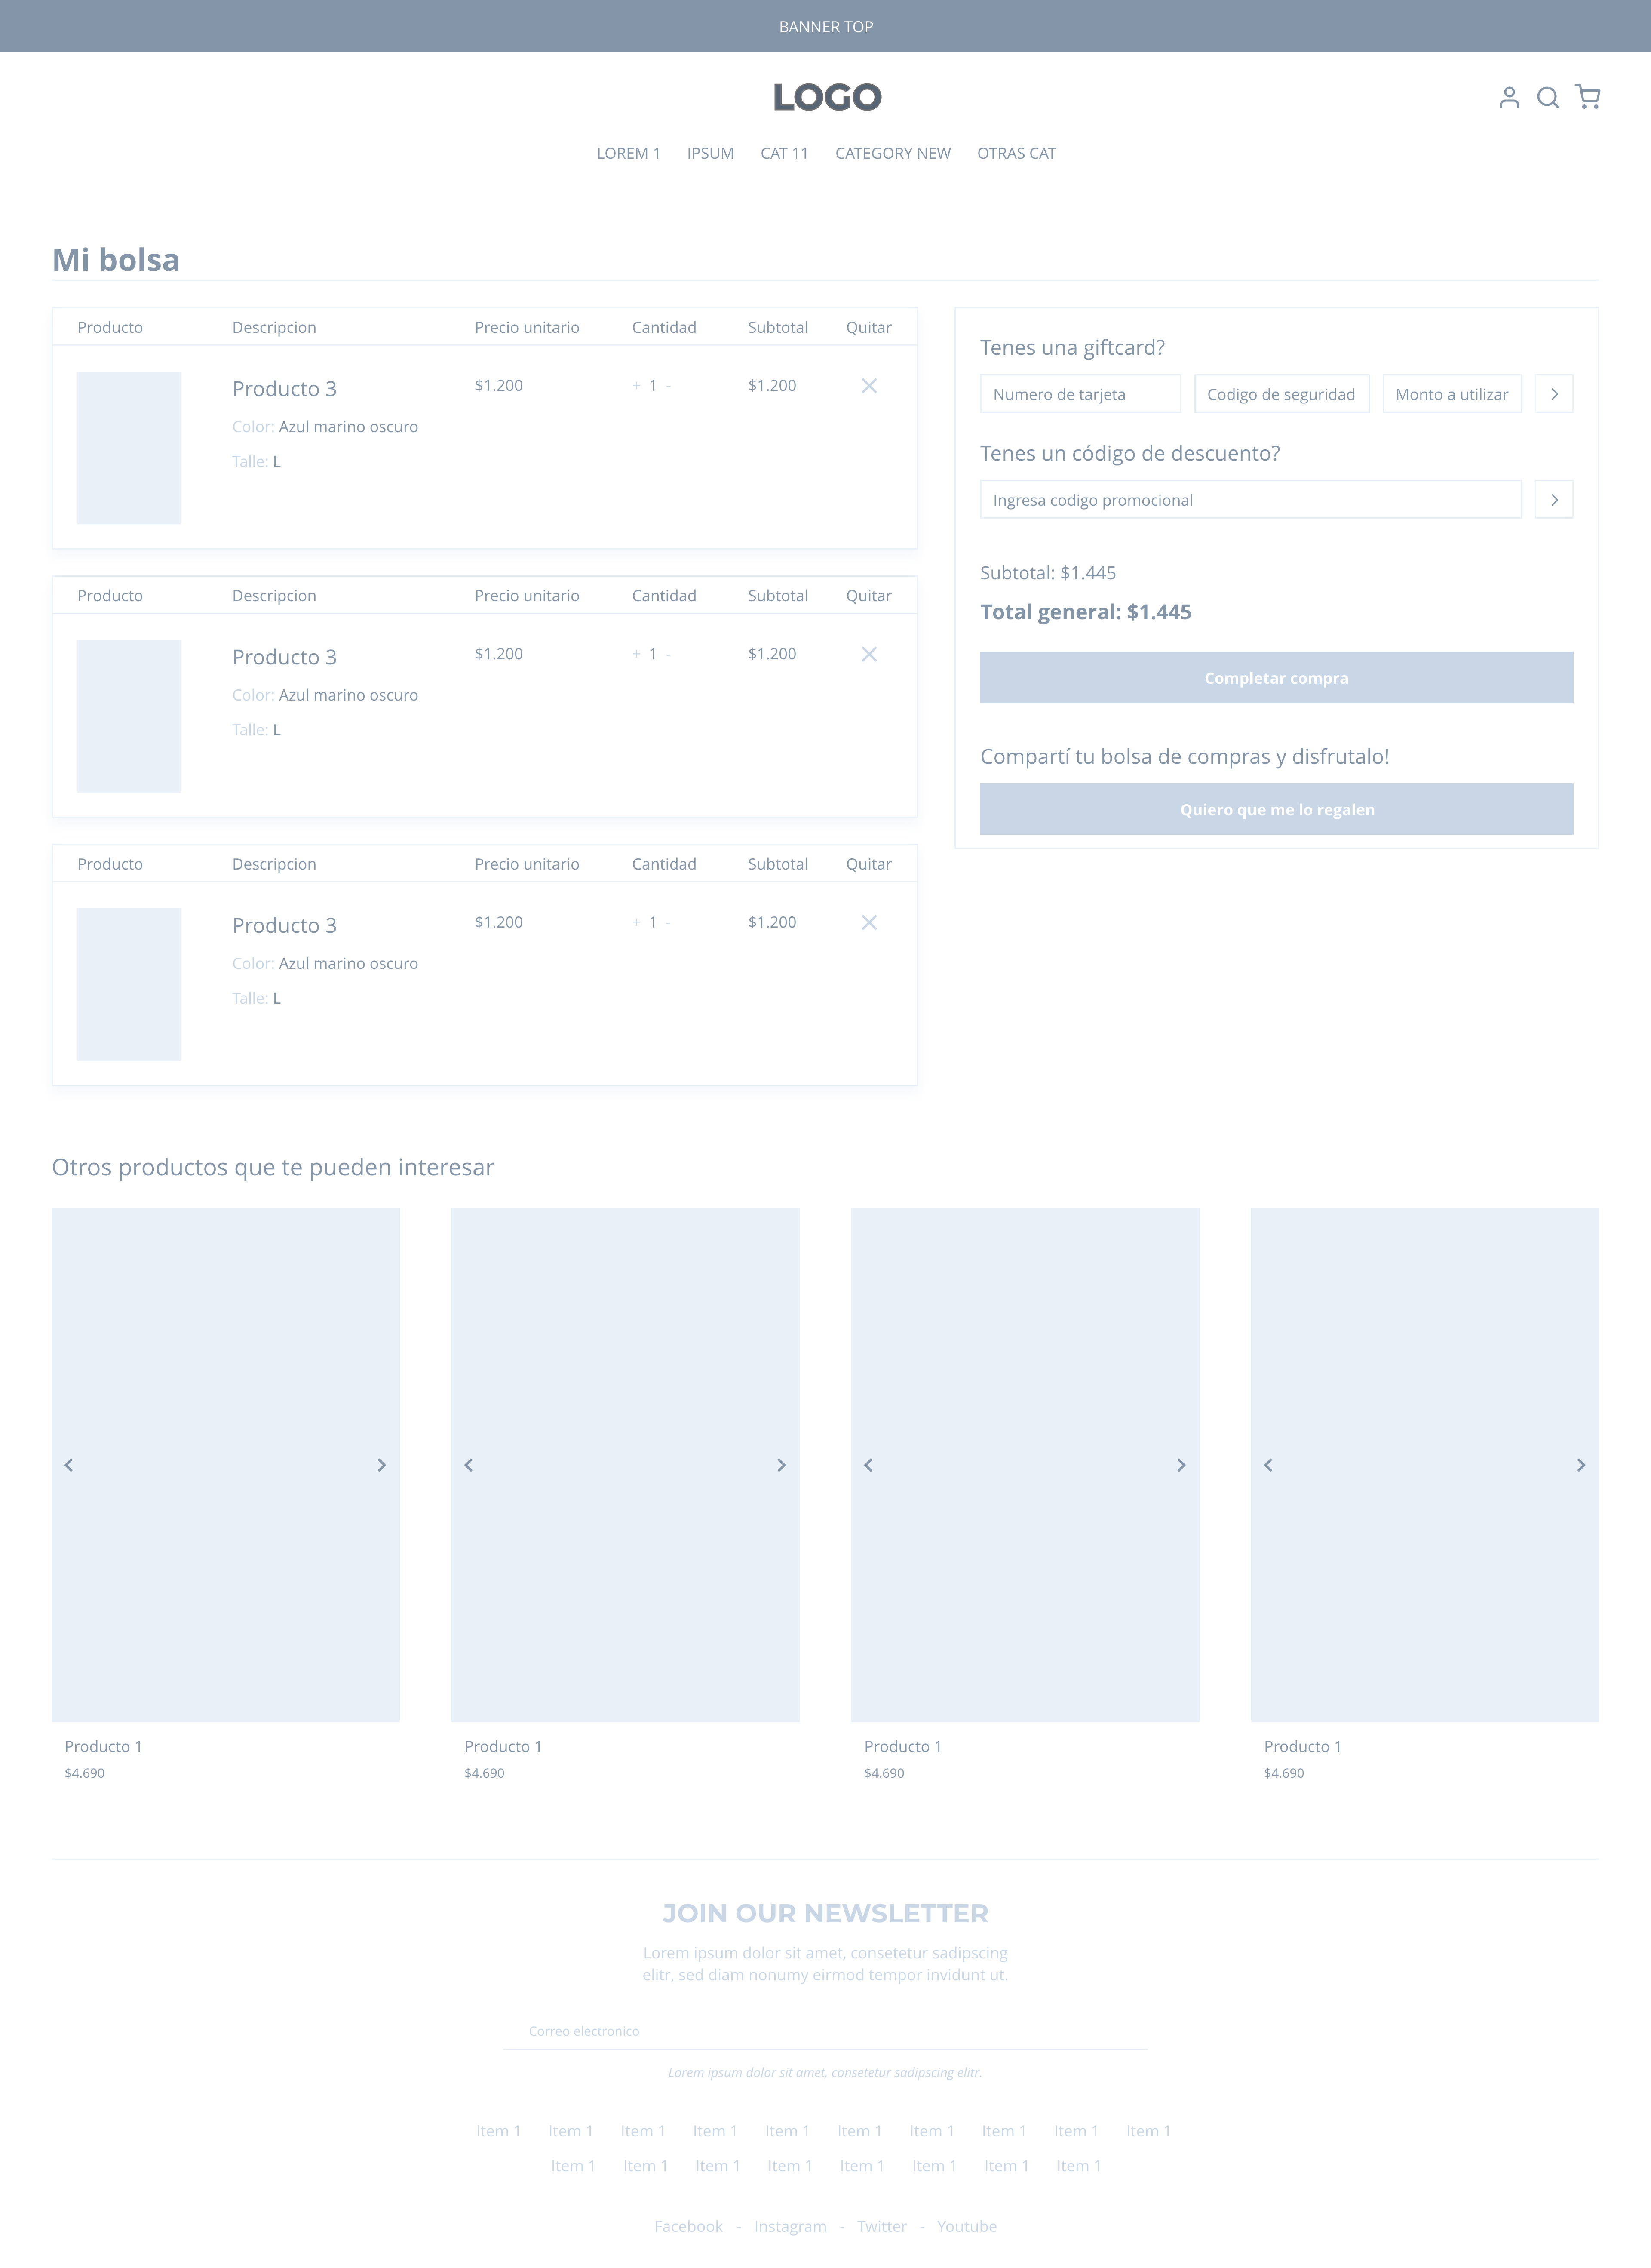 BANNER TOP
LOGO
LOREM 1 IPSUM CAT 11 CATEGORY NEW OTRAS CAT
Mi bolsa
Producto Descripcion Precio unitario Cantidad Subtotal Quitar
Producto 3 $1.200 + 1 - $1.200
Color: Azul marino oscuro
Talle: L
Producto Descripcion Precio unitario Cantidad Subtotal Quitar
Producto 3 $1.200 + 1 - $1.200
Color: Azul marino oscuro
Talle: L
Producto Descripcion Precio unitario Cantidad Subtotal Quitar
Producto 3 $1.200 + 1 - $1.200
Color: Azul marino oscuro
Talle: L
Tenes una giftcard?
Numero de tarjeta Codigo de seguridad Monto a utilizar
Tenes un código de descuento?
Ingresa codigo promocional
Subtotal: $1.445
Total general: $1.445
Completar compra
Compartí tu bolsa de compras y disfrutalo!
Quiero que me lo regalen
Otros productos que te pueden interesar
Producto 1 Producto 1 Producto 1 Producto 1
$4.690 $4.690 $4.690 $4.690
JOIN OUR NEWSLETTER
Lorem ipsum dolor sit amet, consetetur sadipscing
elitr, sed diam nonumy eirmod tempor invidunt ut.
Correo electronico
Lorem ipsum dolor sit amet, consetetur sadipscing elitr.
Item 1 Item 1 Item 1 Item 1 Item 1 Item 1 Item 1 Item 1 Item 1 Item 1
Item 1 Item 1 Item 1 Item 1 Item 1 Item 1 Item 1 Item 1
Facebook - Instagram - Twitter - Youtube